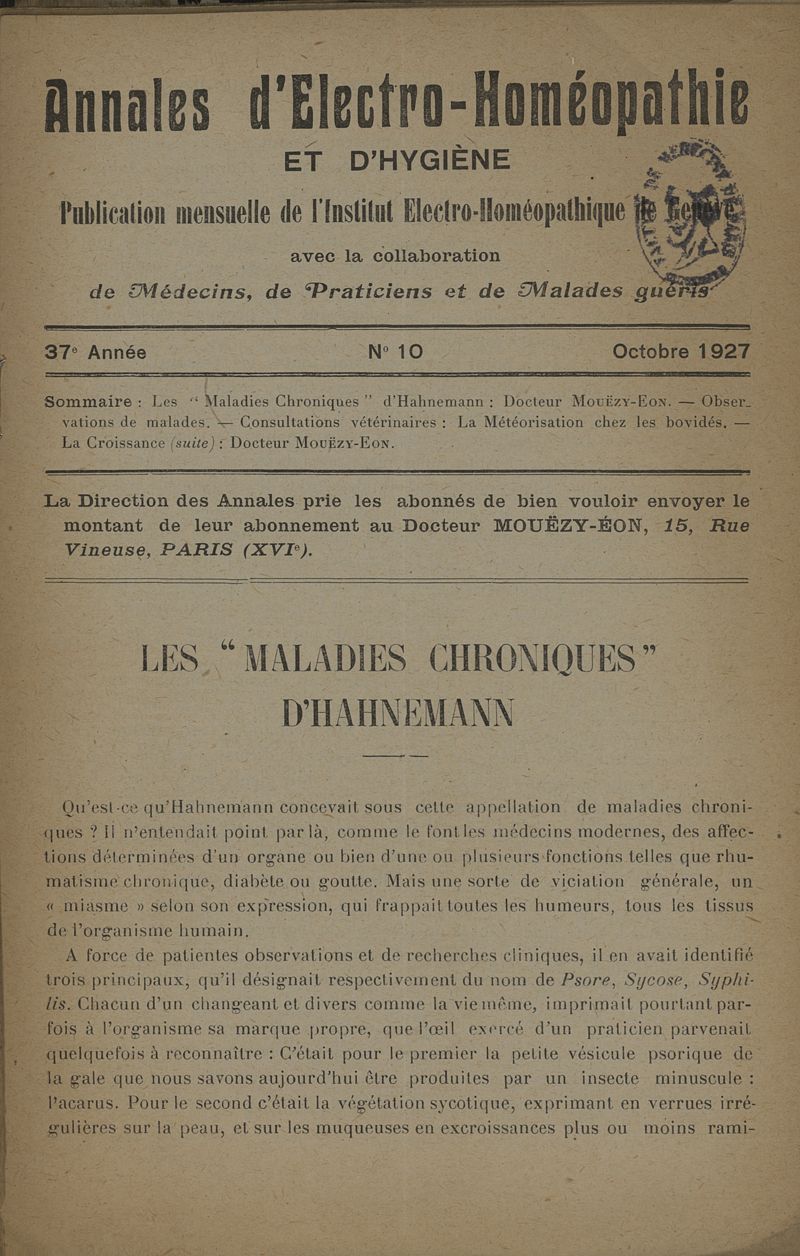 Annales d'Electro-Homéopathie
ET D'HYGIÈNE
Publication mensuelle de l'Institut Electro-Homéopathique de
avec la collaboration
de Médecins, de Praticiens et de Malades guéris
37e Année N° 10 Octobre 1927
Sommaire : Les “ Maladies Chroniques ” d'Hahnemann : Docteur Mouëzy-Eon. — Obser-
vations de malades. — Consultations vétérinaires : La Météorisation chez les bovidés. —
La Croissance (suite) : Docteur Mouëzy-Eon.
La Direction des Annales prie les abonnés de bien vouloir envoyer le
montant de leur abonnement au Docteur MOUËZY-ÉON, 15, Rue
Vineuse, PARIS (XVIe).
LES “ MALADIES CHRONIQUES ”
D'HAHNEMANN
Qu'est-ce qu'Hahnemann concevait sous cette appellation de maladies chroni-
ques ? Il n'entendait point par là, comme le font les médecins modernes, des affec-
tions déterminées d'un organe ou bien d'une ou plusieurs fonctions telles que rhu-
matisme chronique, diabète ou goutte. Mais une sorte de viciation générale, un
« miasme » selon son expression, qui frappait toutes les humeurs, tous les tissus
de l'organisme humain.
A force de patientes observations et de recherches cliniques, il en avait identifié
trois principaux, qu'il désignait respectivement du nom de Psore, Sycose, Syphi-
lis. Chacun d'un changeant et divers comme la vie même, imprimait pourtant par-
fois à l'organisme sa marque propre, que l'œil exercé d'un praticien parvenait
quelquefois à reconnaître : C'était pour le premier la petite vésicule psorique de
la gale que nous savons aujourd'hui être produites par un insecte minuscule :
l'acarus. Pour le second c'était la végétation sycotique, exprimant en verrues irré-
gulières sur la peau, et sur les muqueuses en excroissances plus ou moins rami-